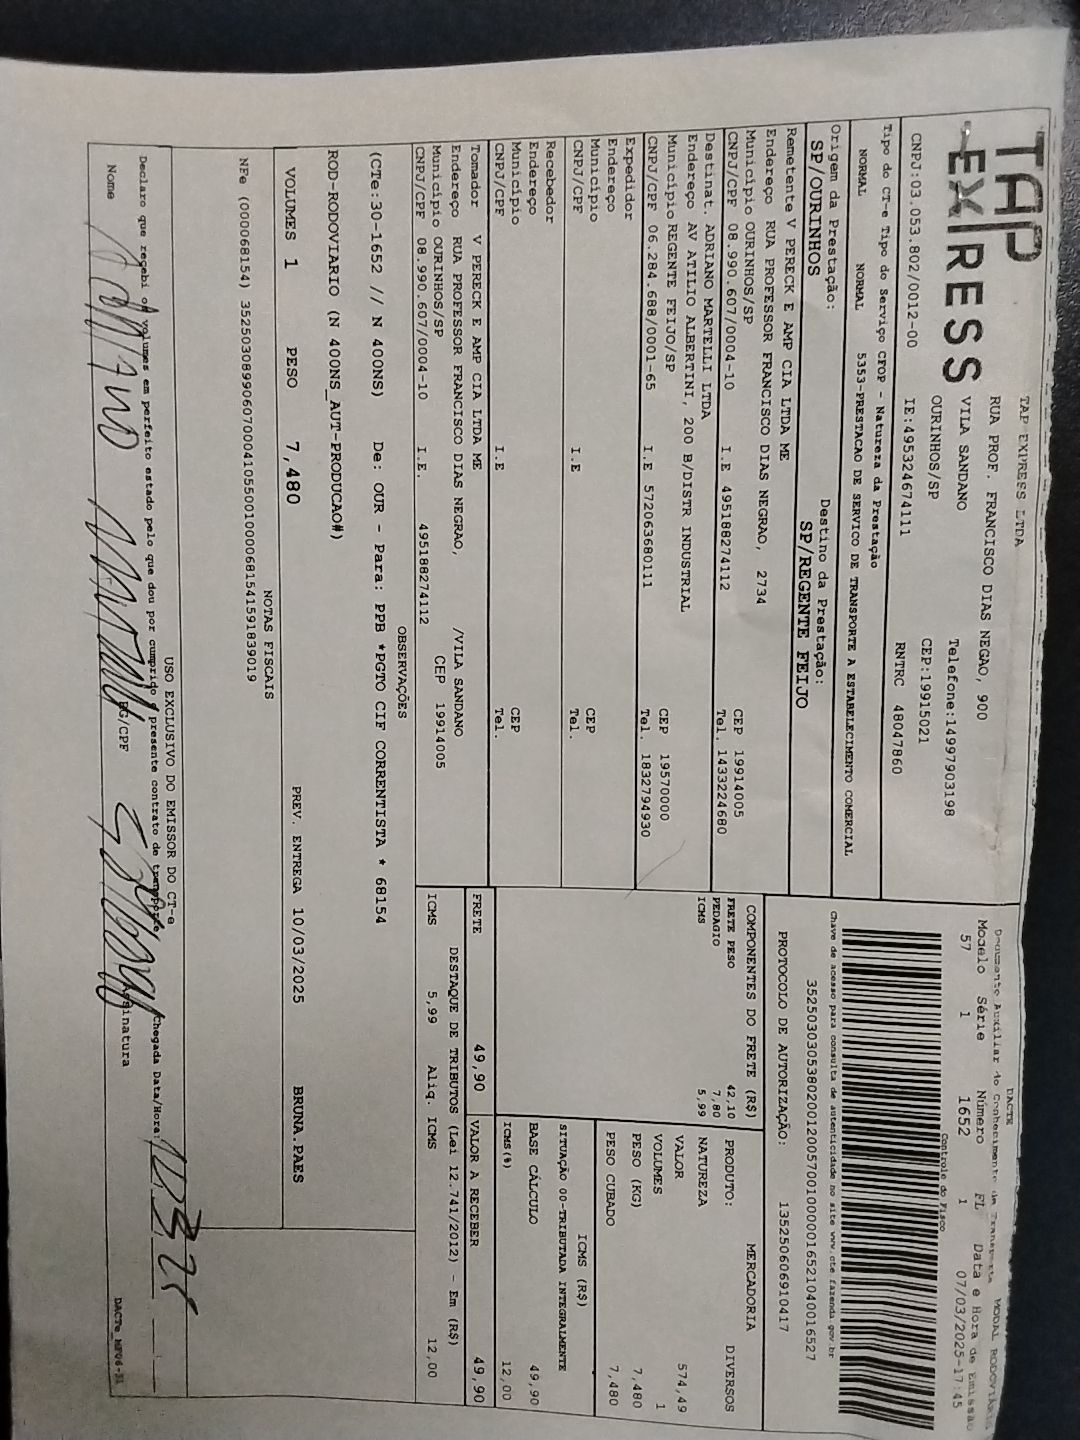 TAP
EXPRESS
TAP EXPRESS LTDA
RUA PROF. FRANCISCO DIAS NEGAO, 900
VILA SANDANO Telefone:14997903198
OURINHOS/SP CEP:19915021
CNPJ:03.053.802/0012-00 IE:495324674111 RNTRC 48047860
Tipo do CT-e Tipo do Serviço CFOP - Natureza da Prestação
NORMAL NORMAL 5353-PRESTACAO DE SERVICO DE TRANSPORTE A ESTABELECIMENTO COMERCIAL
Origem da Prestação: Destino da Prestação:
SP/OURINHOS SP/REGENTE FEIJO
DACTE MODAL RODOVIÁRIO
Documento Auxiliar do Conhecimento de Transporte
Modelo Série Número FL Data e Hora de Emissão
57 1 1652 1 07/03/2025-17:45
Controle do Fisco
Chave de acesso para consulta de autenticidade no site www.cte.fazenda.gov.br
35250303053802001200570010000016521040016527
PROTOCOLO DE AUTORIZAÇÃO: 135250606910417
Remetente V PERECK E AMP CIA LTDA ME
Endereço RUA PROFESSOR FRANCISCO DIAS NEGRAO, 2734
Município OURINHOS/SP CEP 19914005
CNPJ/CPF 08.990.607/0004-10 I.E 495188274112 Tel. 1433224680
Destinat. ADRIANO MARTELLI LTDA
Endereço AV ATILIO ALBERTINI, 200 B/DISTR INDUSTRIAL
Município REGENTE FEIJO/SP CEP 19570000
CNPJ/CPF 06.284.688/0001-65 I.E 572063680111 Tel. 1832794930
Expedidor
Endereço
Município CEP
CNPJ/CPF I.E Tel.
Recebedor
Endereço
Município CEP
CNPJ/CPF I.E Tel.
Tomador V PERECK E AMP CIA LTDA ME
Endereço RUA PROFESSOR FRANCISCO DIAS NEGRAO, /VILA SANDANO
Município OURINHOS/SP CEP 19914005
CNPJ/CPF 08.990.607/0004-10 I.E. 495188274112
COMPONENTES DO FRETE (R$)
FRETE PESO 42,10
PEDAGIO 7,80
ICMS 5,99
PRODUTO: MERCADORIA
NATUREZA DIVERSOS
VALOR 574,49
VOLUMES 1
PESO (KG) 7,480
PESO CUBADO 7,480
ICMS (R$)
SITUAÇÃO 00-TRIBUTADA INTEGRALMENTE
BASE CÁLCULO 49,90
ICMS(%) 12,00
FRETE 49,90 VALOR A RECEBER 49,90
DESTAQUE DE TRIBUTOS (Lei 12.741/2012) - Em (R$)
ICMS 5,99 Aliq. ICMS 12,00
OBSERVAÇÕES
(CTe:30-1652 // N 400NS) De: OUR - Para: PPB *PGTO CIF CORRENTISTA * 68154
ROD-RODOVIARIO (N 400NS_AUT-PRODUCAO#)
VOLUMES 1 PESO 7,480 PREV. ENTREGA 10/03/2025 BRUNA.PAES
NOTAS FISCAIS
NFe (000068154) 35250308990607000410550010000681541591839019
USO EXCLUSIVO DO EMISSOR DO CT-e
Declaro que recebi os volumes em perfeito estado pelo que dou por cumprido o presente contrato de transporte Chegada Data/Hora:
Nome Adriano RG/CPF Assinatura
DACTe_MF06-E1